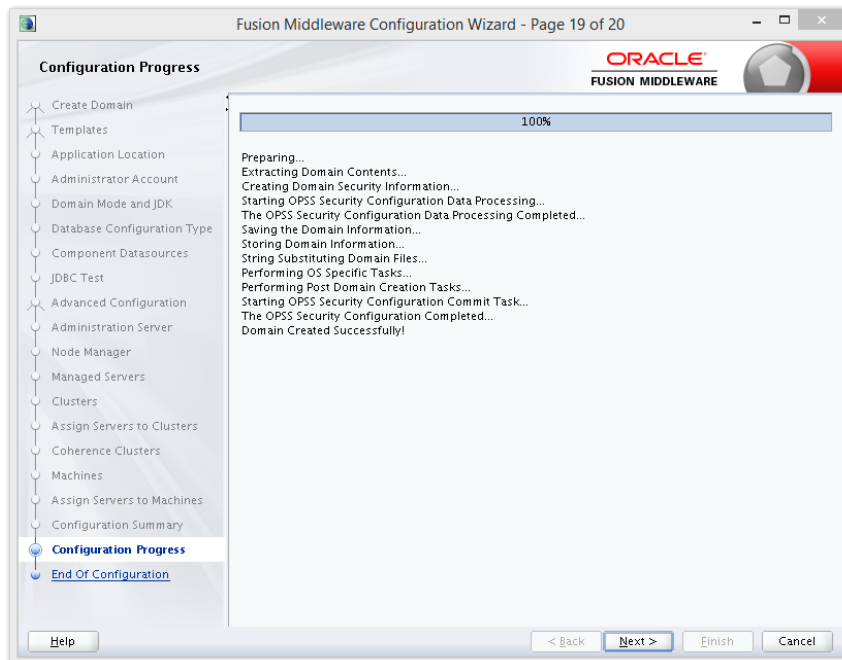 Fusion Middleware Configuration Wizard - Page 19 of 20
Configuration Progress
ORACLE
FUSION MIDDLEWARE
Create Domain
Templates
Application Location
Administrator Account
Domain Mode and JDK
Database Configuration Type
Component Datasources
JDBC Test
Advanced Configuration
Administration Server
Node Manager
Managed Servers
Clusters
Assign Servers to Clusters
Coherence Clusters
Machines
Assign Servers to Machines
Configuration Summary
Configuration Progress
End Of Configuration
100%
Preparing...
Extracting Domain Contents...
Creating Domain Security Information...
Starting OPSS Security Configuration Data Processing...
The OPSS Security Configuration Data Processing Completed...
Saving the Domain Information...
Storing Domain Information...
String Substituting Domain Files...
Performing OS Specific Tasks...
Performing Post Domain Creation Tasks...
Starting OPSS Security Configuration Commit Task...
The OPSS Security Configuration Completed...
Domain Created Successfully!
Help
< Back
Next >
Finish
Cancel